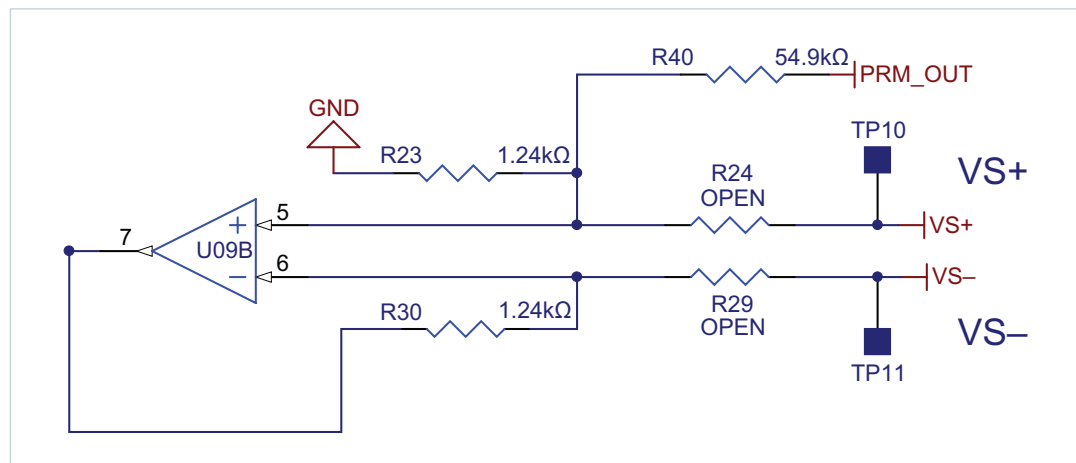 R40 54.9kΩ
PRM_OUT
GND
TP10
R23 1.24kΩ
VS+
R24
OPEN
5
+
VS+
7
U09B
6
–
VS–
R30 1.24kΩ
R29
OPEN
VS–
TP11